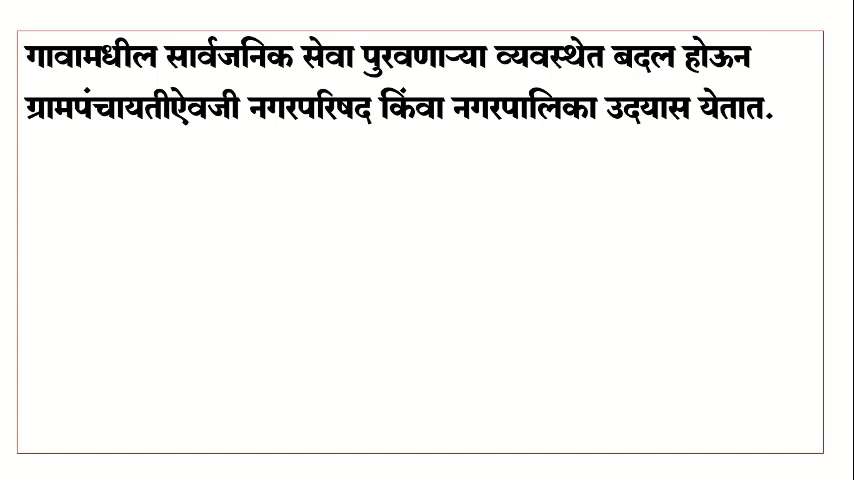 गावामधील सार्वजनिक सेवा पुरवणाऱ्या व्यवस्थेत बदल होऊन
ग्रामपंचायतीऐवजी नगरपरिषद किंवा नगरपालिका उदयास येतात.